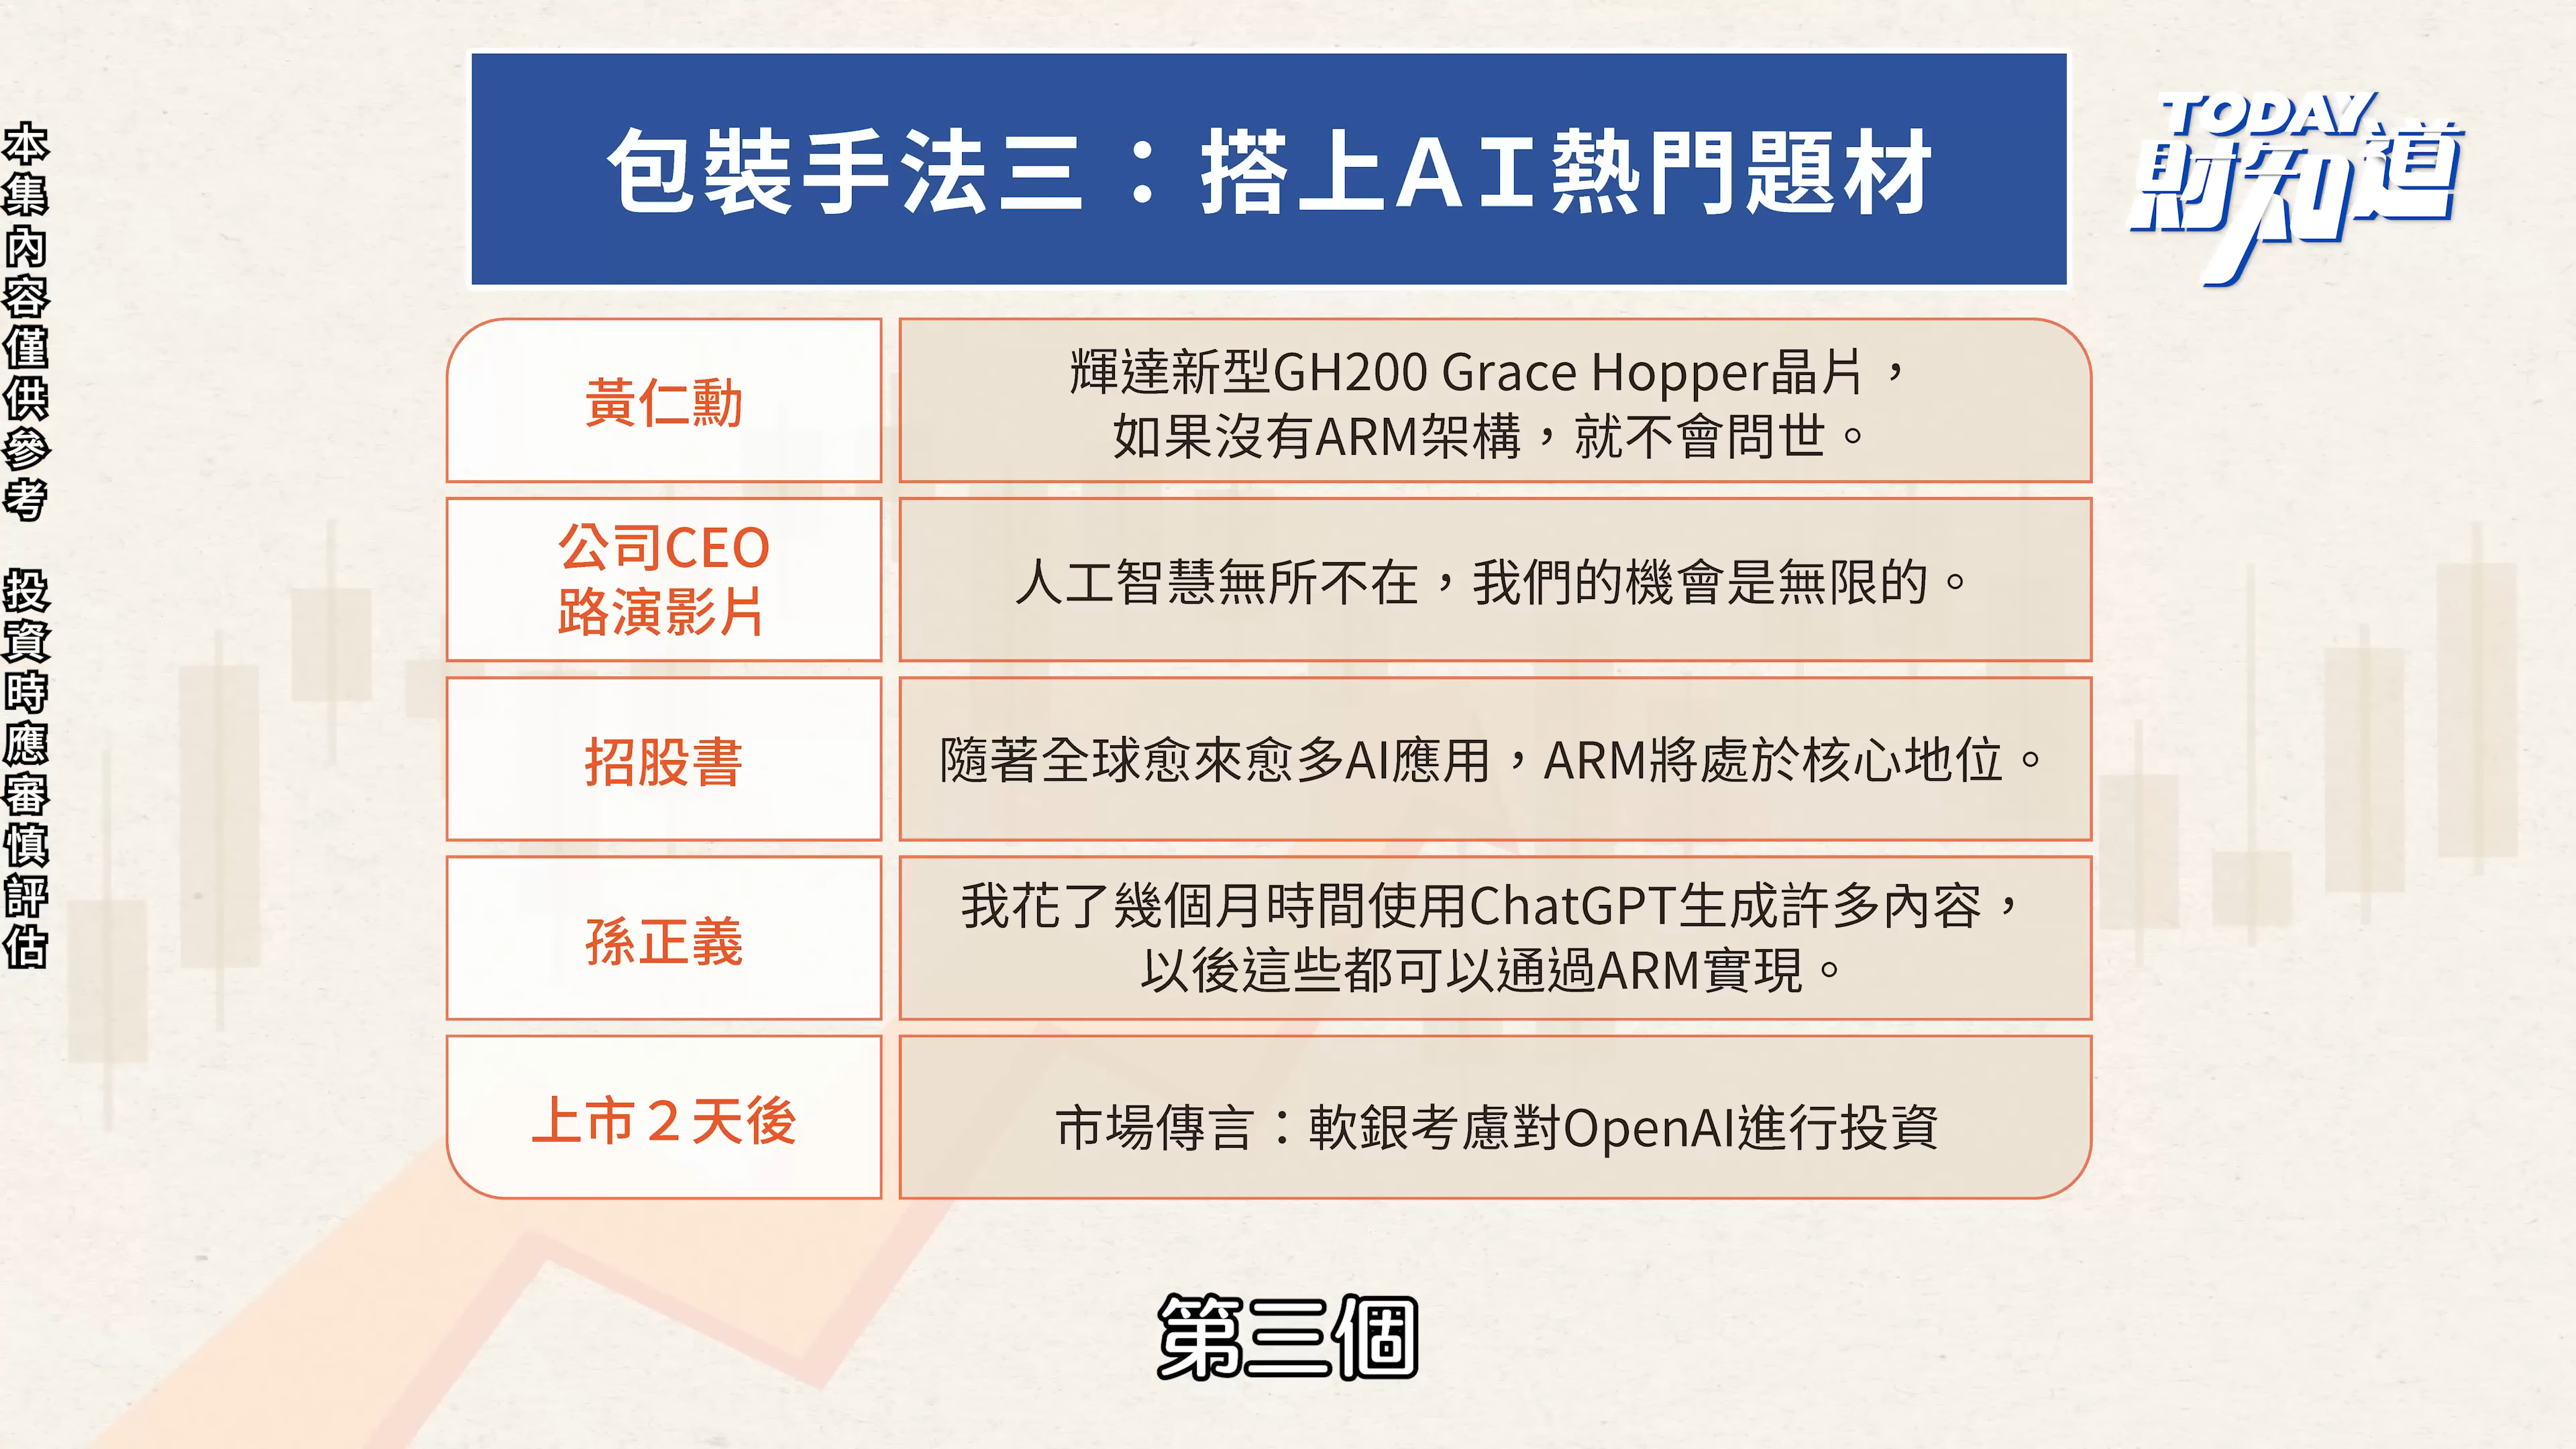 包裝手法三：搭上AI熱門題材
TODAY
財知道
本集內容僅供參考 投資時應審慎評估
黃仁勳
輝達新型GH200 Grace Hopper晶片，
如果沒有ARM架構，就不會問世。
公司CEO
路演影片
人工智慧無所不在，我們的機會是無限的。
招股書
隨著全球愈來愈多AI應用，ARM將處於核心地位。
孫正義
我花了幾個月時間使用ChatGPT生成許多內容，
以後這些都可以通過ARM實現。
上市2天後
市場傳言：軟銀考慮對OpenAI進行投資
第三個